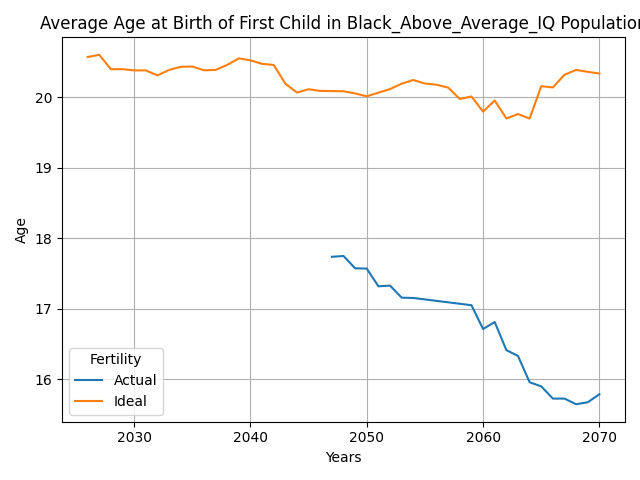 Average Age at Birth of First Child in Black_Above_Average_IQ Population
20
19
18
17
16
Age
Fertility
Actual
Ideal
2030 2040 2050 2060 2070
Years